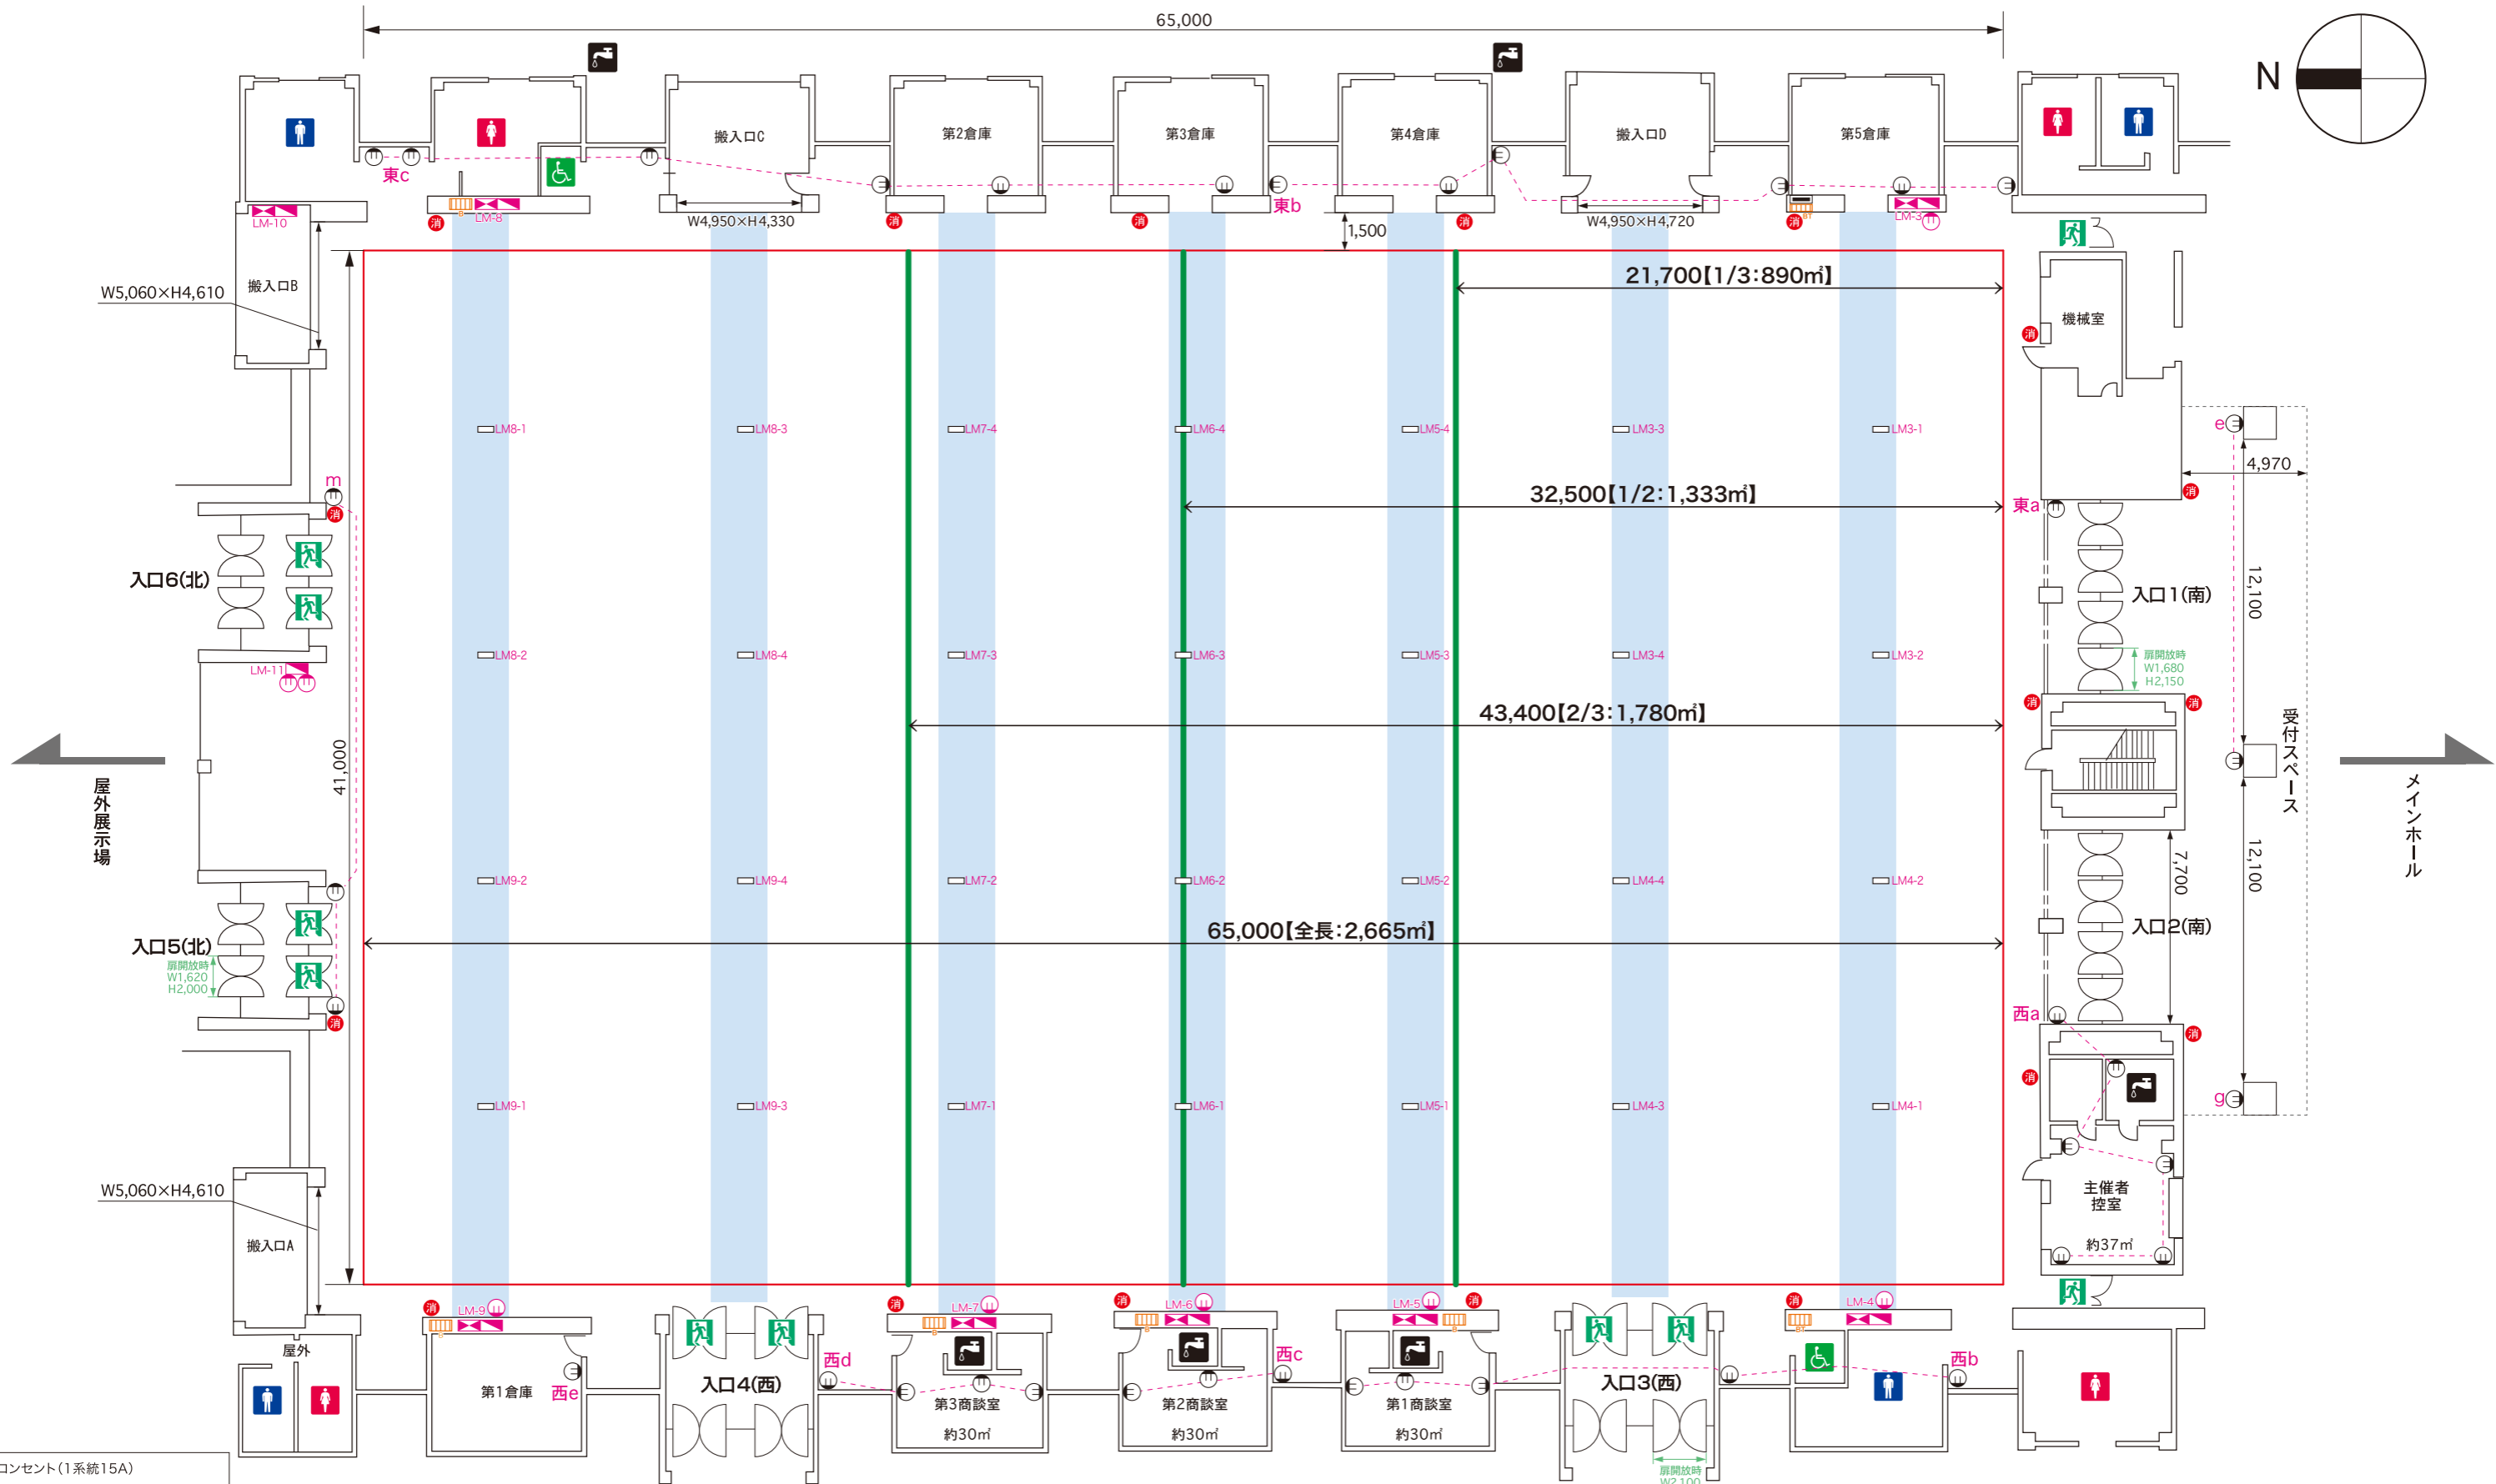 65,000
N
搬入口C
第2倉庫
第3倉庫
第4倉庫
搬入口D
第5倉庫
東c
東b
LM-10
B
LM-8
W4,950×H4,330
1,500
W4,950×H4,720
BT
LM-3
搬入口B
W5,060×H4,610
21,700【1/3:890㎡】
機械室
消
LM8-1
LM8-3
LM7-4
LM6-4
LM5-4
LM3-3
LM3-1
e
4,970
m
32,500【1/2:1,333㎡】
東a
入口6(北)
入口1(南)
12,100
LM-11
LM8-2
LM8-4
LM7-3
LM6-3
LM5-3
LM3-4
LM3-2
扉開放時
W1,680
H2,150
43,400【2/3:1,780㎡】
41,000
受付スペース
屋外展示場
メインホール
LM9-2
LM9-4
LM7-2
LM6-2
LM5-2
LM4-4
LM4-2
7,700
12,100
入口5(北)
65,000【全長:2,665㎡】
入口2(南)
扉開放時
W1,620
H2,000
西a
LM9-1
LM9-3
LM7-1
LM6-1
LM5-1
LM4-3
LM4-1
g
W5,060×H4,610
搬入口A
主催者
控室
約37㎡
LM-9
LM-7
LM-6
LM-5
LM-4
B
B
B
B
BT
屋外
第1倉庫
西e
入口4(西)
西d
第3商談室
約30㎡
第2商談室
約30㎡
西c
第1商談室
約30㎡
入口3(西)
西b
扉開放時
W2,100
コンセント(1系統15A)